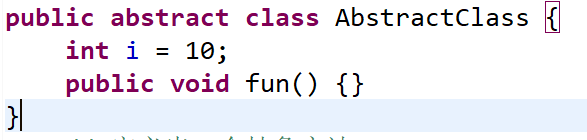 public abstract class AbstractClass {
    int i = 10;
    public void fun() {}
}